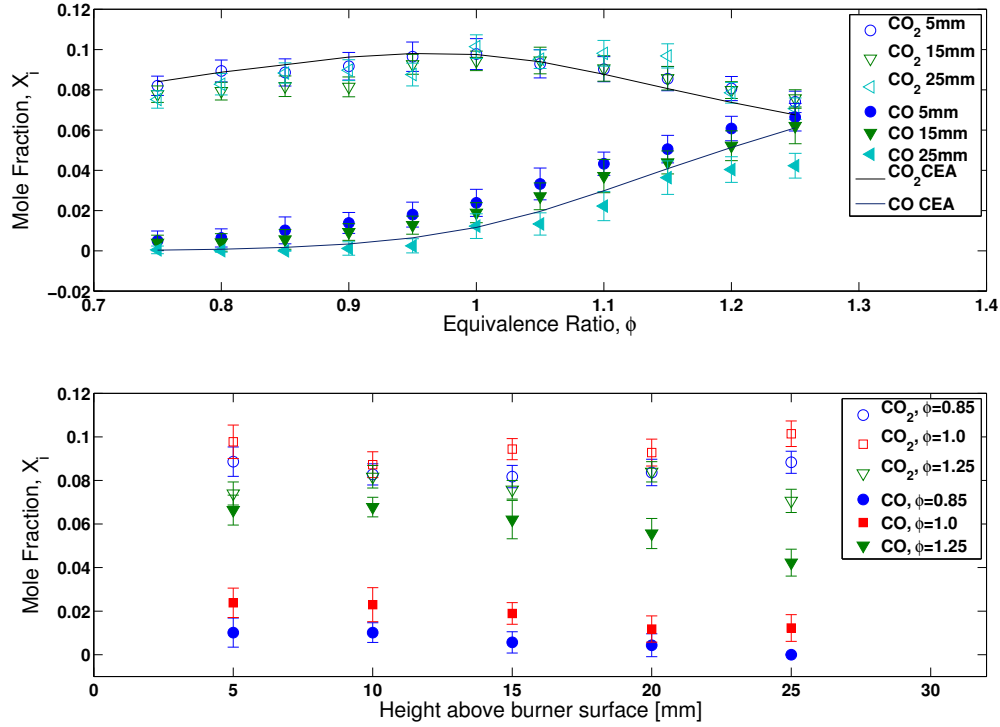 0.12
0.1
0.08
0.06
0.04
0.02
0
−0.02
0.7
0.8
0.9
1
1.1
1.2
1.3
1.4
Mole Fraction, Xi
Equivalence Ratio, ϕ
CO2 5mm
CO2 15mm
CO2 25mm
CO 5mm
CO 15mm
CO 25mm
CO2CEA
CO CEA
0.12
0.1
0.08
0.06
0.04
0.02
0
0
5
10
15
20
25
30
Mole Fraction, Xi
Height above burner surface [mm]
CO2, ϕ=0.85
CO2, ϕ=1.0
CO2, ϕ=1.25
CO, ϕ=0.85
CO, ϕ=1.0
CO, ϕ=1.25